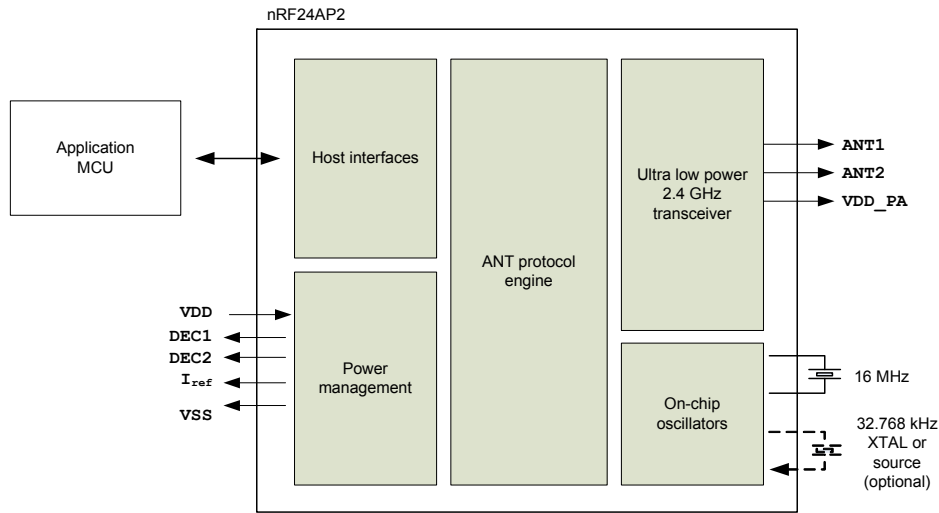 nRF24AP2
Application
MCU
Host interfaces
ANT protocol
engine
Ultra low power
2.4 GHz
transceiver
ANT1
ANT2
VDD_PA
VDD
DEC1
DEC2
Iref
VSS
Power
management
On-chip
oscillators
16 MHz
32.768 kHz
XTAL or
source
(optional)